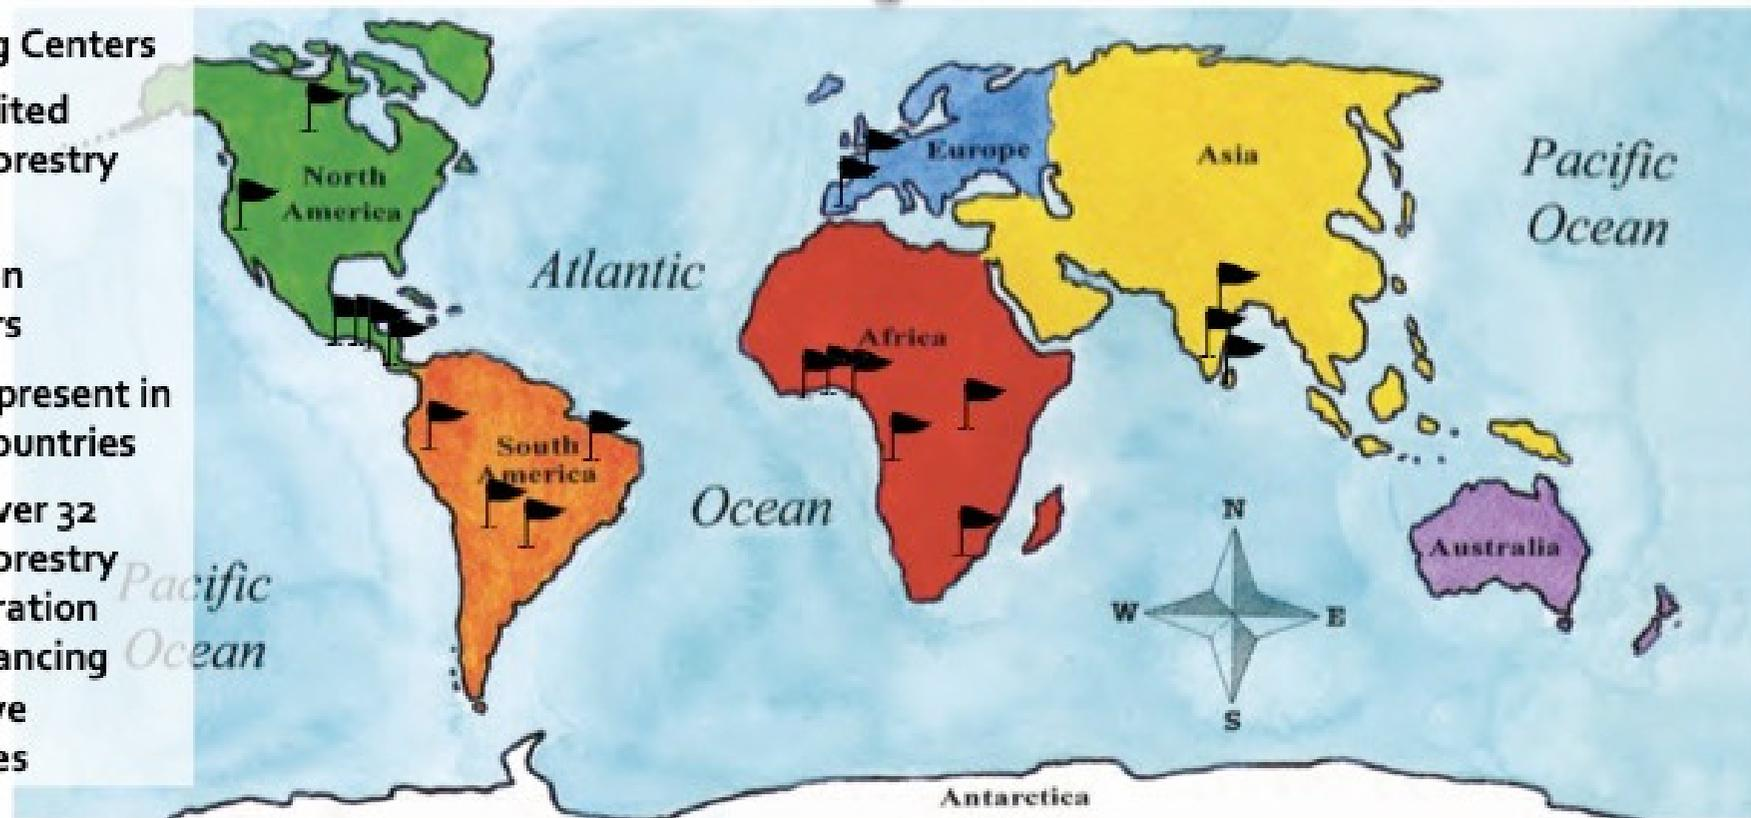 g Centers
ited
orestry
n
rs
present in
ountries
ver 32
orestry
ration
ancing
ve
es
North
America
South
America
Atlantic
Ocean
Pacific
Ocean
Europe
Africa
Asia
Pacific
Ocean
Australia
N
W
E
S
Antarctica